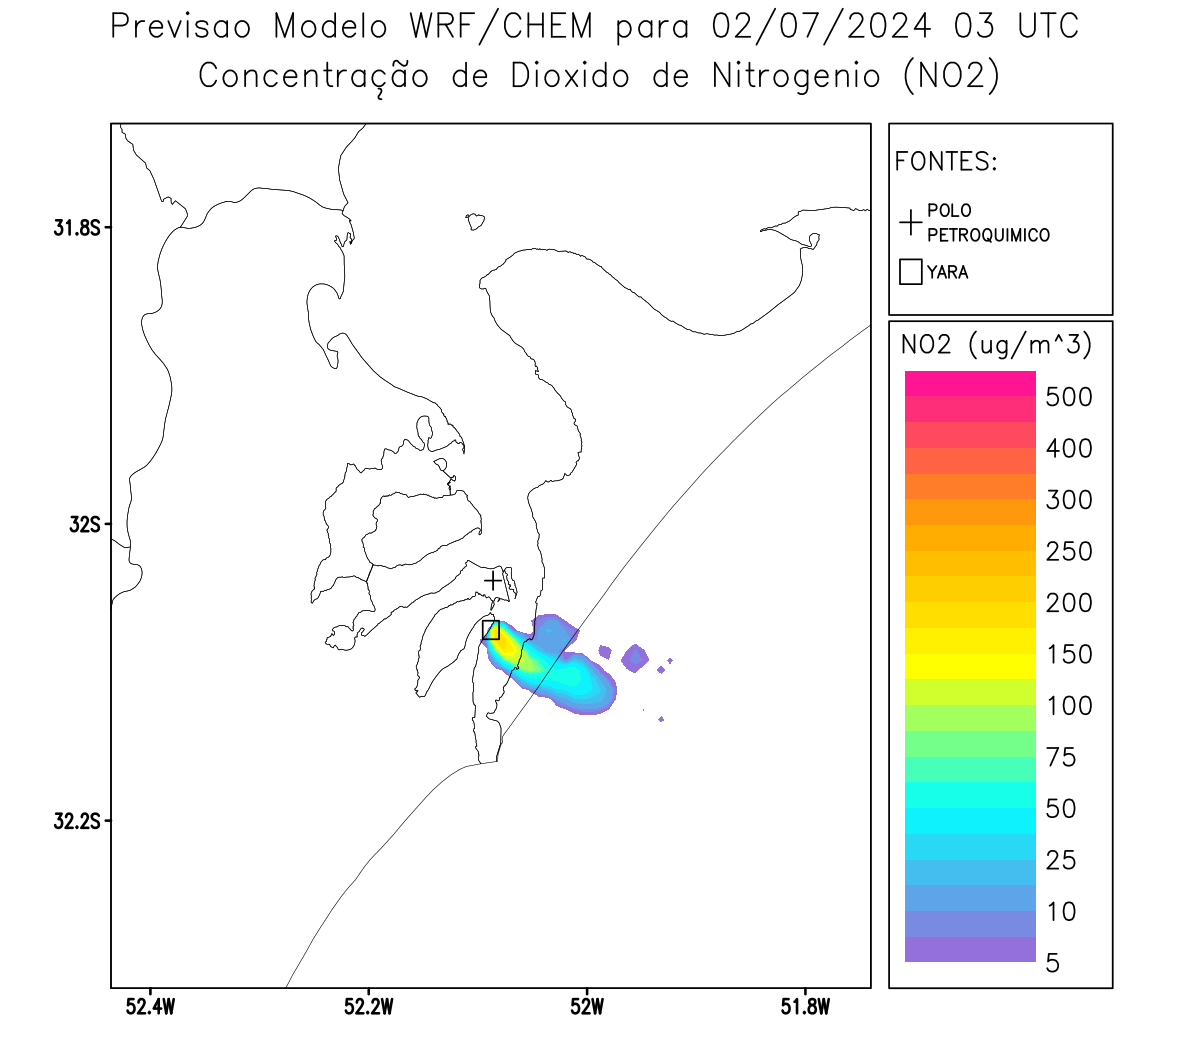 Previsao Modelo WRF/CHEM para 02/07/2024 03 UTC
Concentração de Dioxido de Nitrogenio (NO2)
FONTES:
POLO
PETROQUIMICO
YARA
NO2 (ug/m^3)
500
400
300
250
200
150
100
75
50
25
10
5
31.8S
32S
32.2S
52.4W
52.2W
52W
51.8W